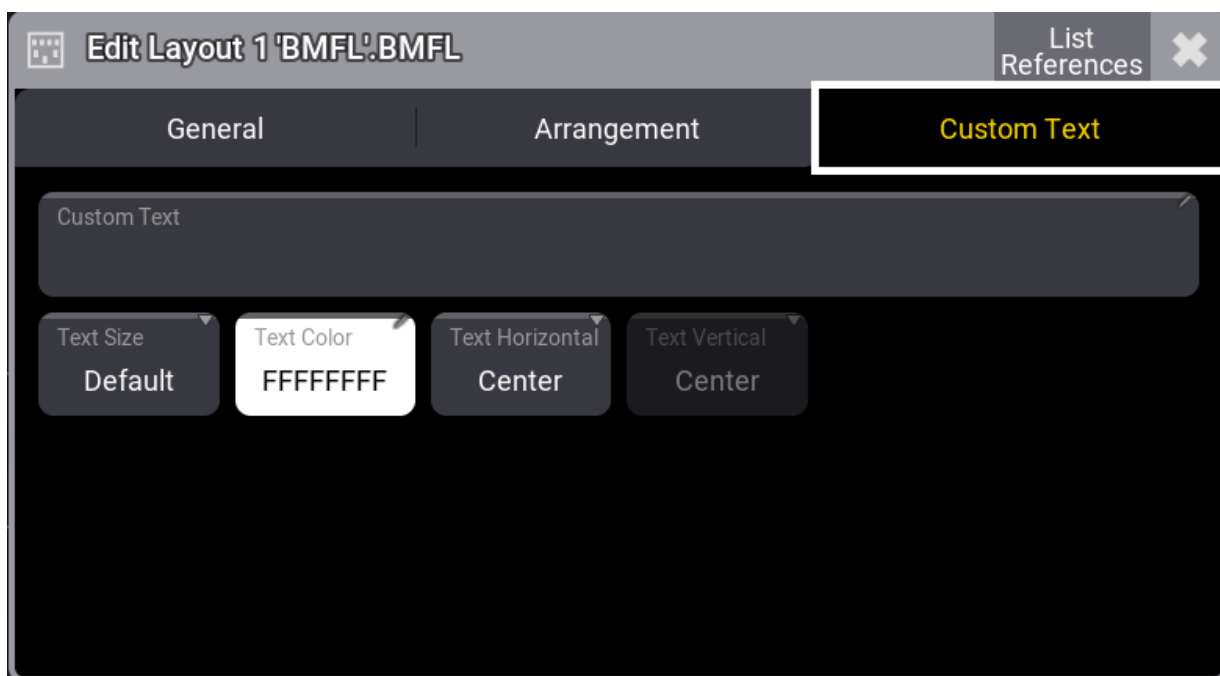 Edit Layout 1 'BMFL'.BMFL
List
References
General
Arrangement
Custom Text
Custom Text
Text Size
Default
Text Color
FFFFFFFF
Text Horizontal
Center
Text Vertical
Center